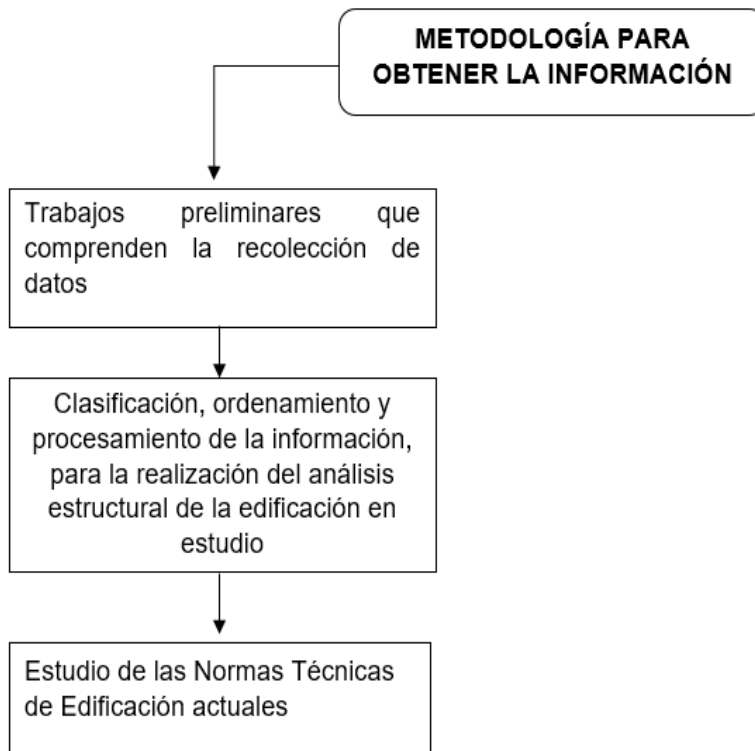 METODOLOGÍA PARA
OBTENER LA INFORMACIÓN
Trabajos preliminares que
comprenden la recolección de
datos
Clasificación, ordenamiento y
procesamiento de la información,
para la realización del análisis
estructural de la edificación en
estudio
Estudio de las Normas Técnicas
de Edificación actuales